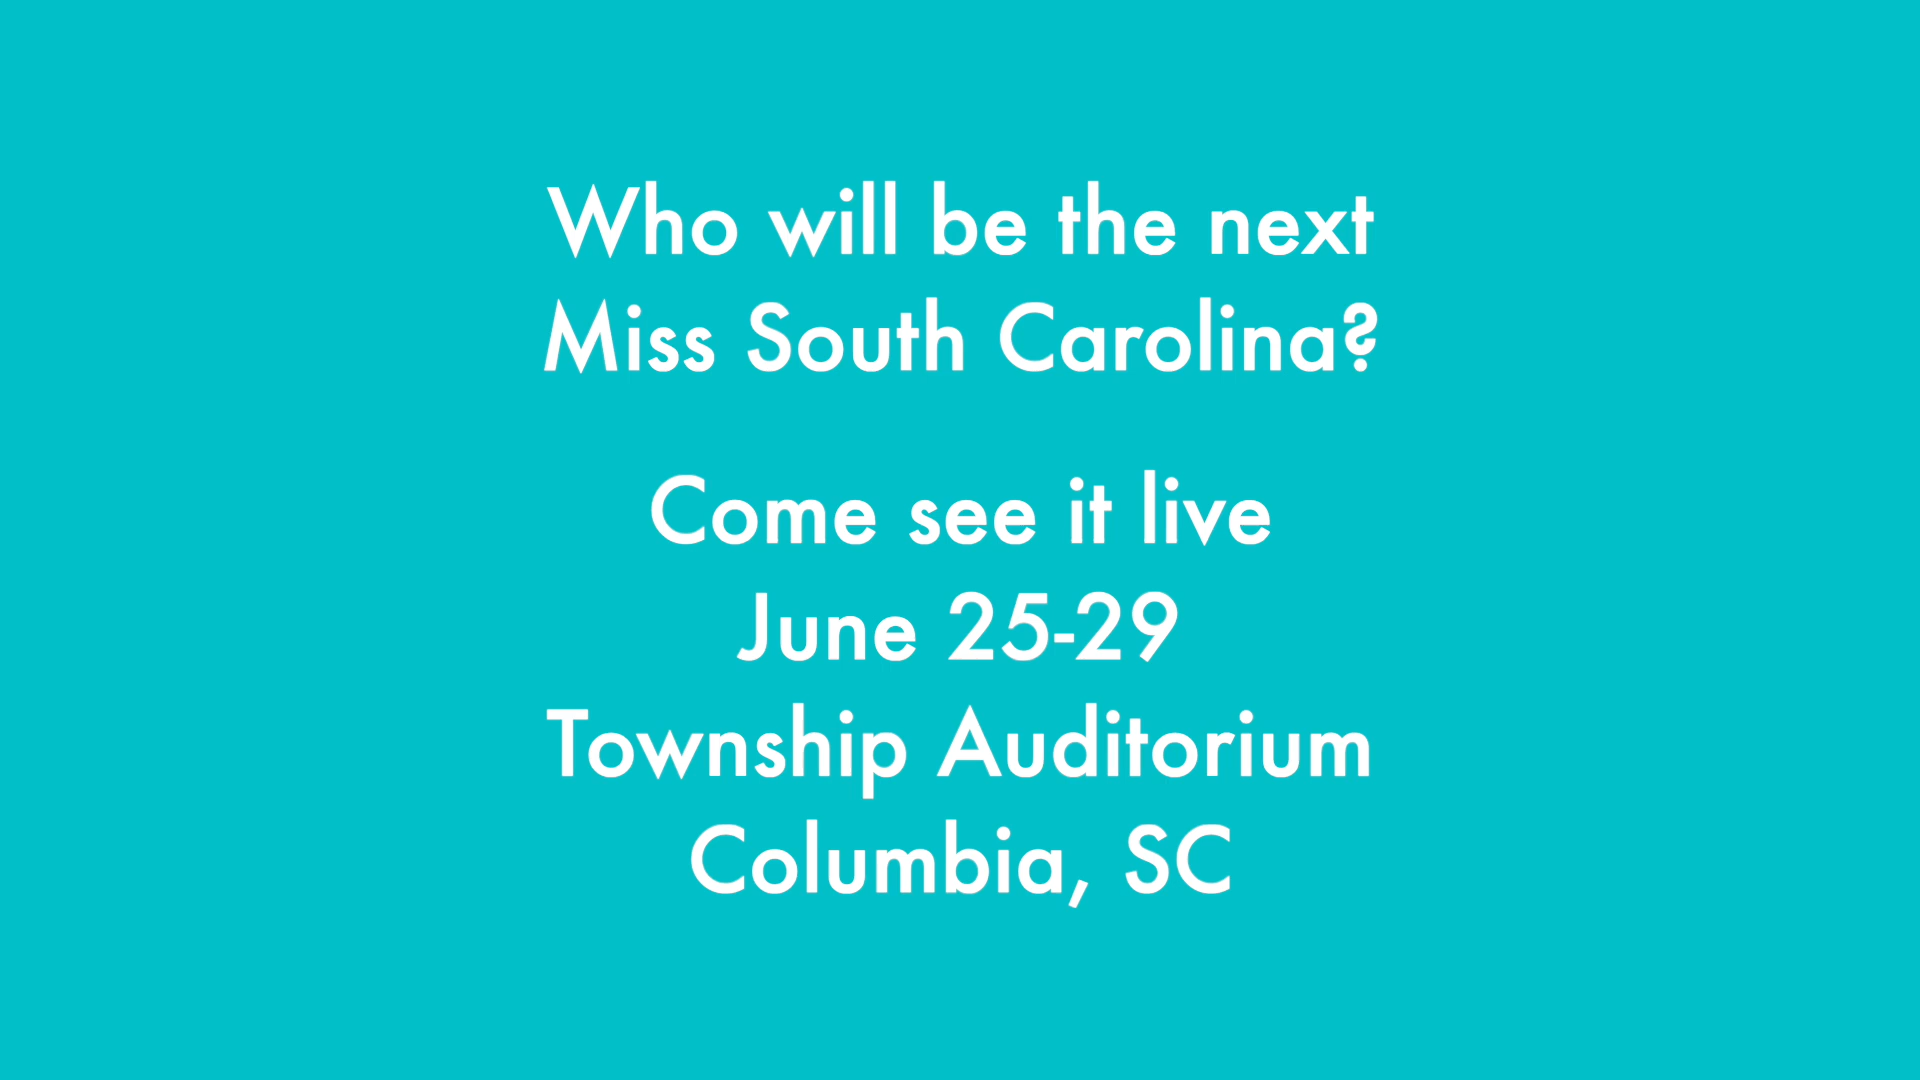 Who will be the next
Miss South Carolina?
Come see it live
June 25-29
Township Auditorium
Columbia, SC